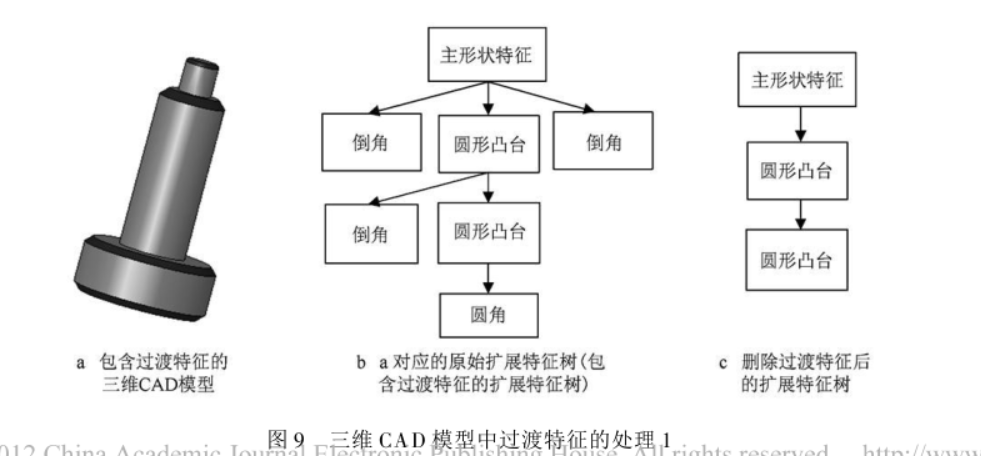 主形状特征
倒角
圆形凸台
倒角
倒角
圆形凸台
圆角
主形状特征
圆形凸台
圆形凸台
a 包含过渡特征的
三维CAD模型
b a对应的原始扩展特征树(包
含过渡特征的扩展特征树)
c 删除过渡特征后
的扩展特征树
图9 三维CAD模型中过渡特征的处理1
012 China Academic Journal Electronic Publishing House. All rights reserved. http://www